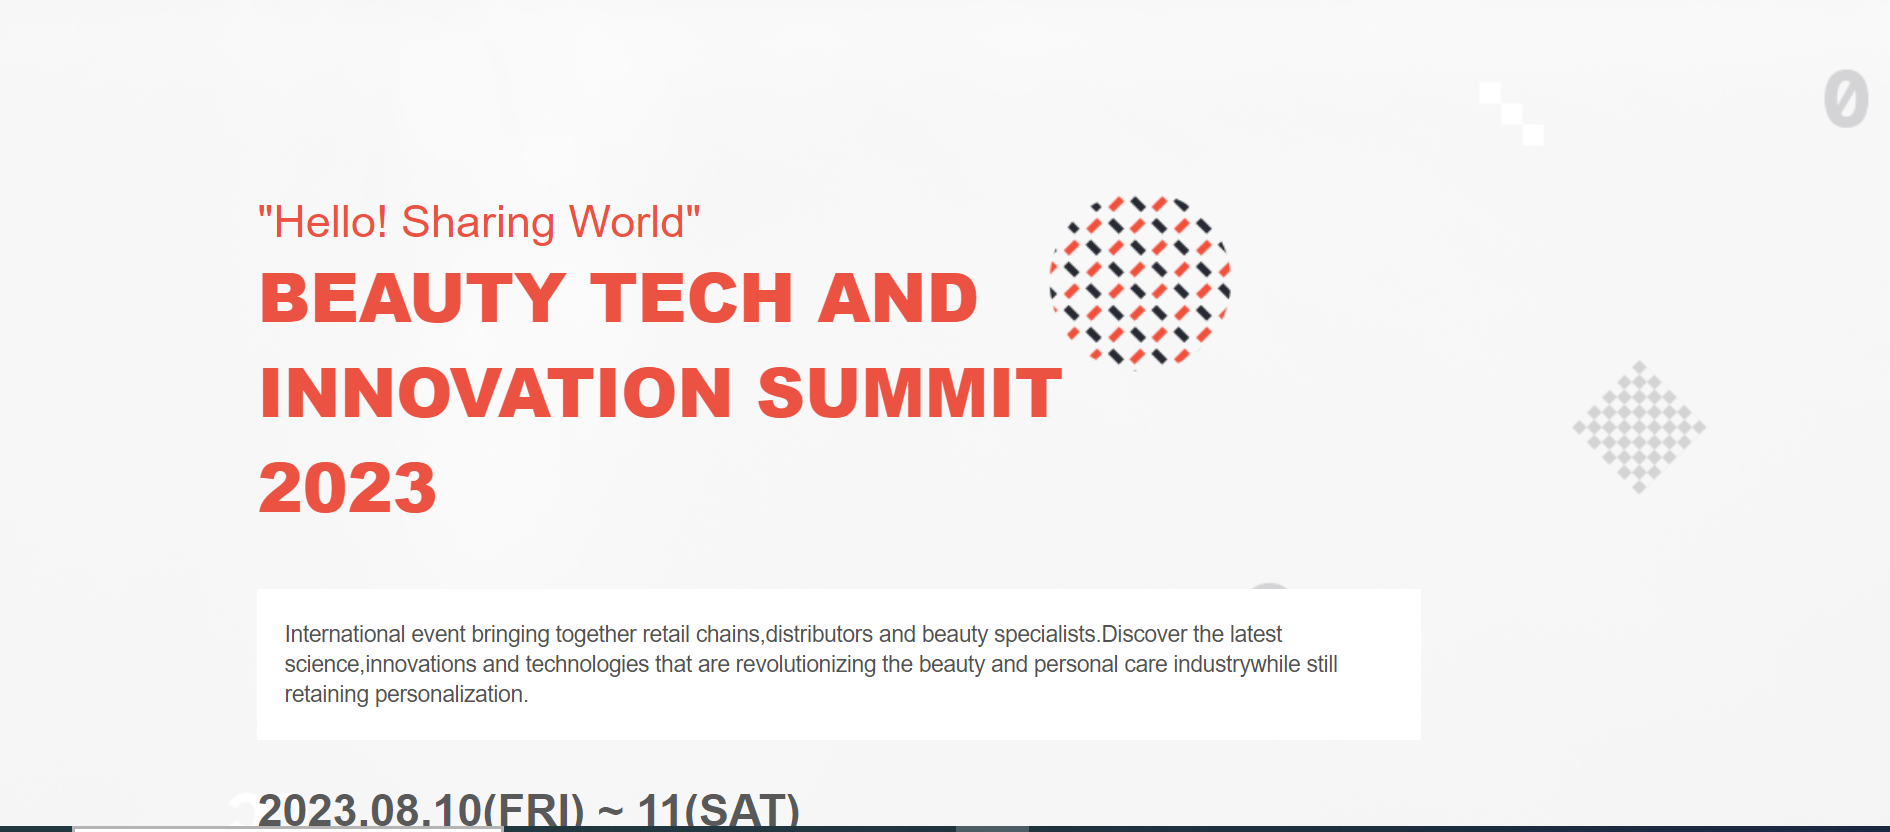 0
"Hello! Sharing World"
BEAUTY TECH AND
INNOVATION SUMMIT
2023
International event bringing together retail chains,distributors and beauty specialists.Discover the latest
science,innovations and technologies that are revolutionizing the beauty and personal care industrywhile still
retaining personalization.
2023.08.10(FRI) ~ 11(SAT)